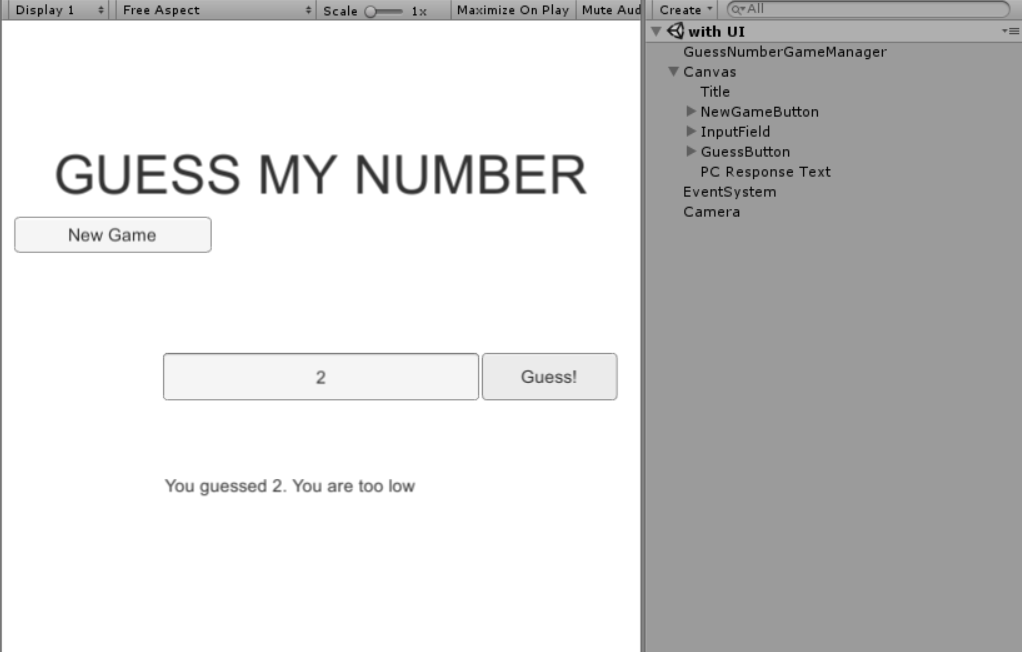 Display 1 Free Aspect Scale 1x Maximize On Play Mute Aud
GUESS MY NUMBER
New Game
2 Guess!
You guessed 2. You are too low
Create All
with UI
GuessNumberGameManager
Canvas
Title
NewGameButton
InputField
GuessButton
PC Response Text
EventSystem
Camera